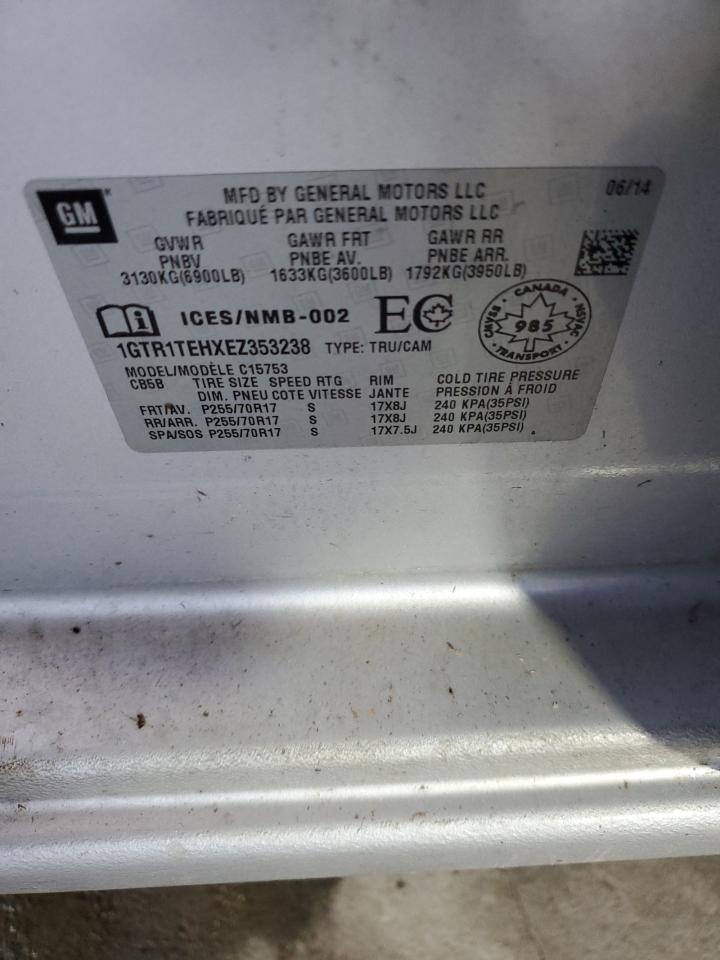 GM
MFD BY GENERAL MOTORS LLC
06/14
FABRIQUÉ PAR GENERAL MOTORS LLC
GVWR GAWR FRT GAWR RR
PNBV PNBE AV. PNBE ARR.
3130KG(6900LB) 1633KG(3600LB) 1792KG(3950LB)
i ICES/NMB-002 EC
CANADA
CMVSS 985 NSVAC
TRANSPORT
1GTR1TEHXEZ353238 TYPE: TRU/CAM
MODEL/MODÈLE C15753
CB5B TIRE SIZE SPEED RTG RIM COLD TIRE PRESSURE
DIM. PNEU COTE VITESSE JANTE PRESSION À FROID
FRT/AV. P255/70R17 S 17X8J 240 KPA(35PSI)
RR/ARR. P255/70R17 S 17X8J 240 KPA(35PSI)
SPA/SOS P255/70R17 S 17X7.5J 240 KPA(35PSI)